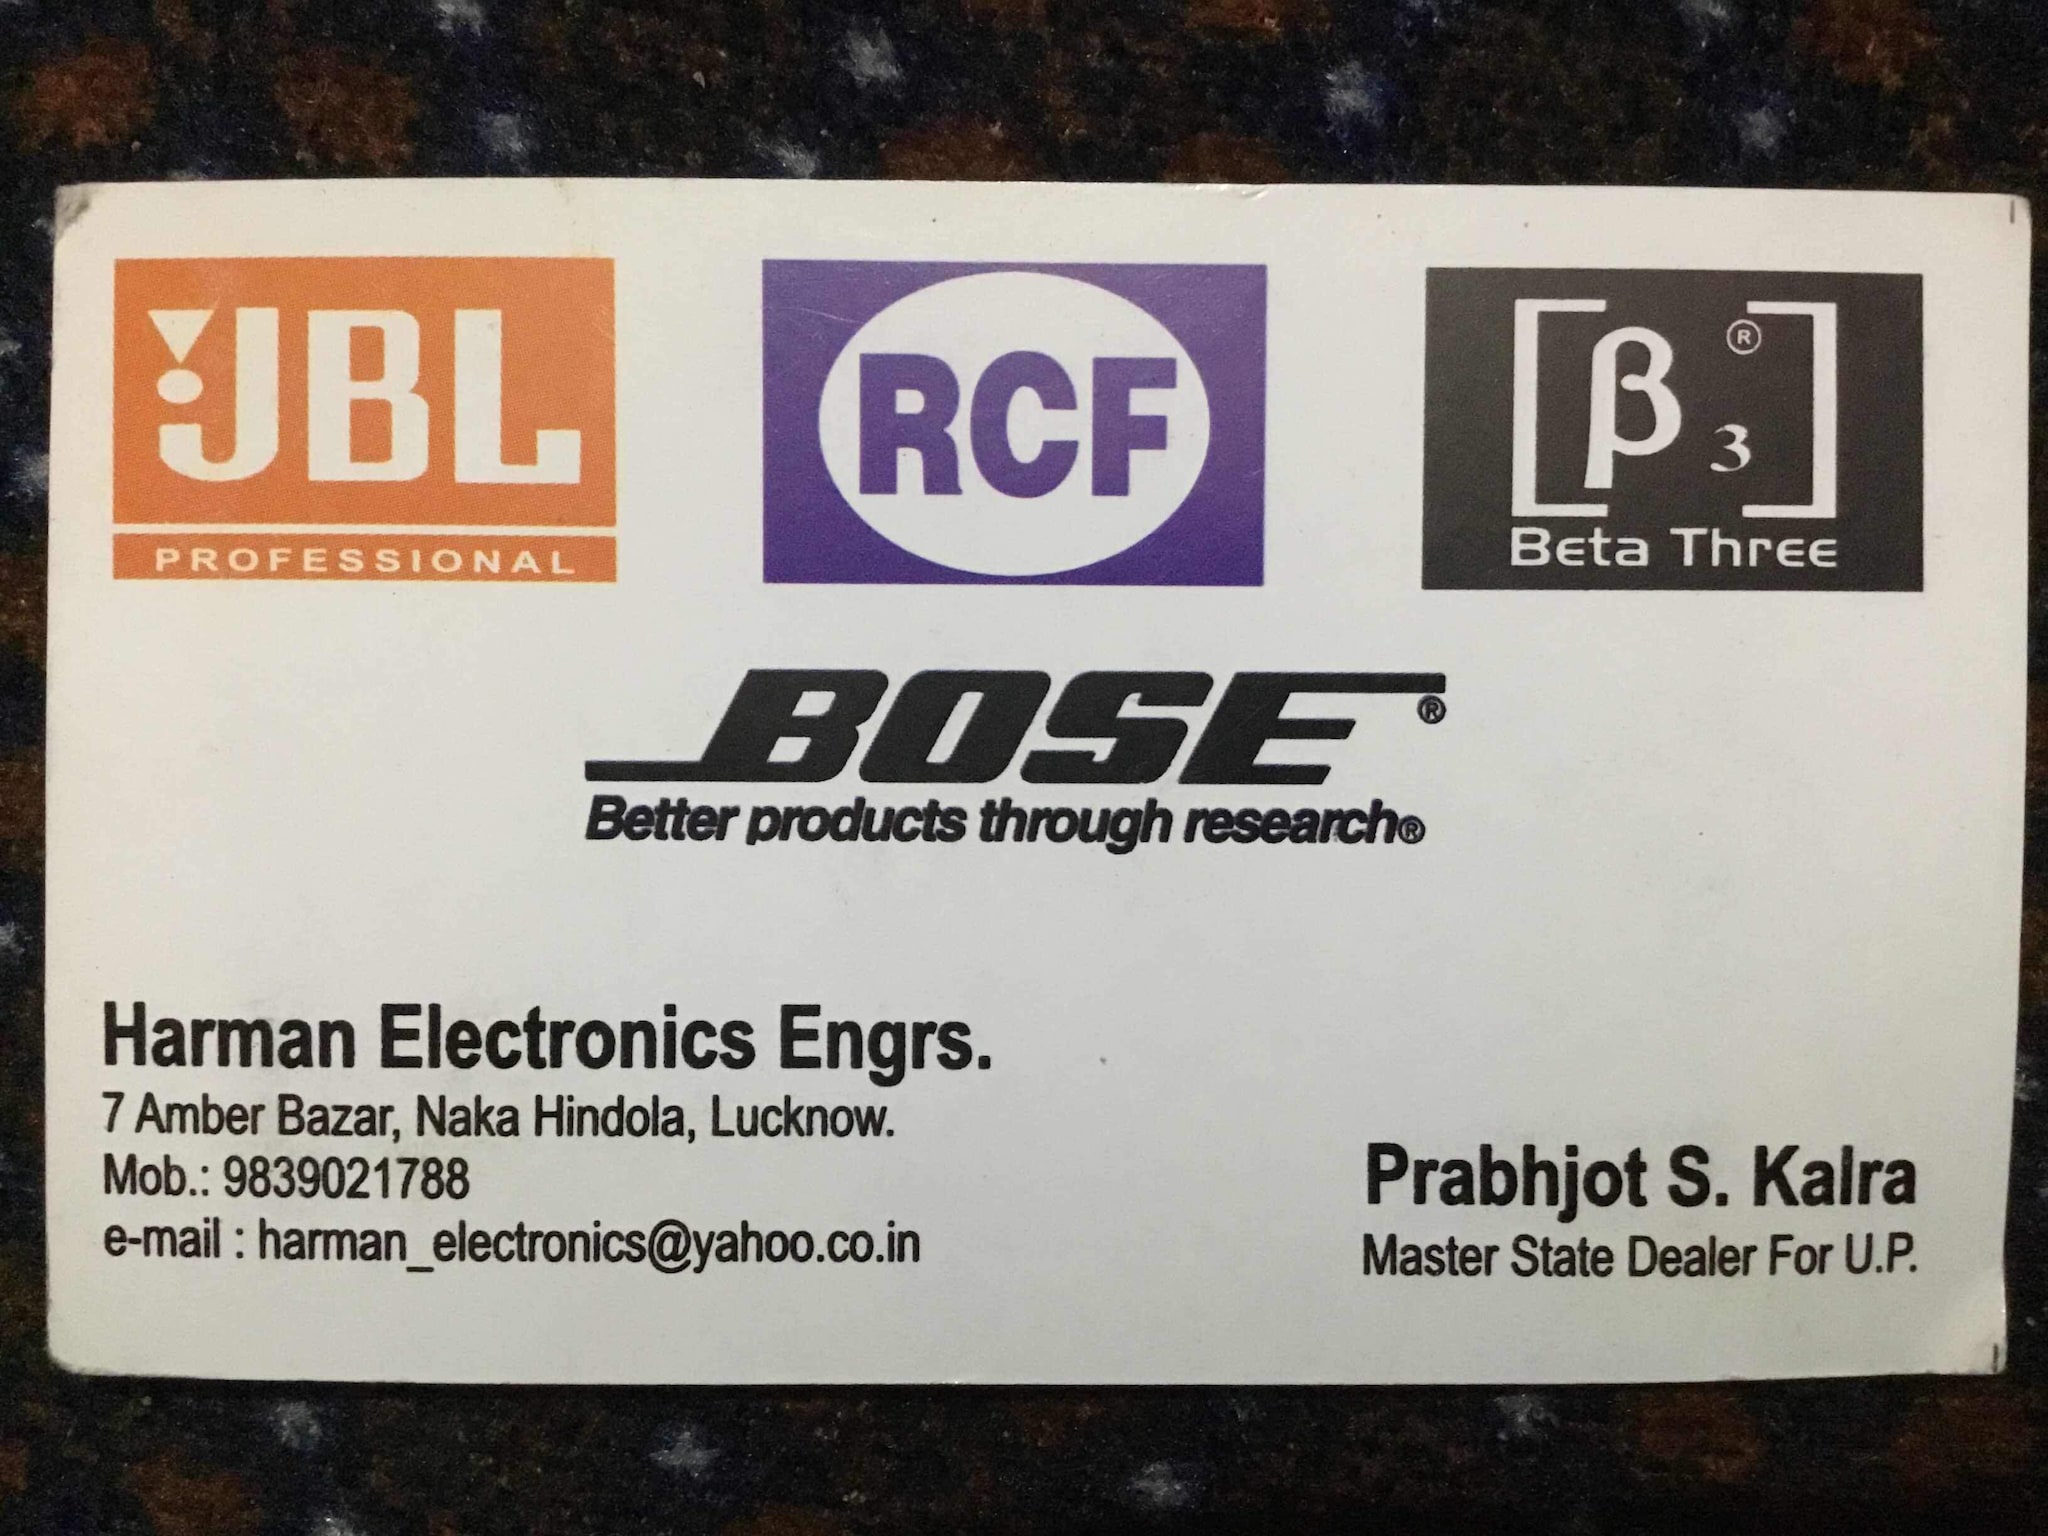 JBL
PROFESSIONAL
RCF
[β3]®
Beta Three
BOSE®
Better products through research®
Harman Electronics Engrs.
7 Amber Bazar, Naka Hindola, Lucknow.
Mob.: 9839021788
e-mail : harman_electronics@yahoo.co.in
Prabhjot S. Kalra
Master State Dealer For U.P.